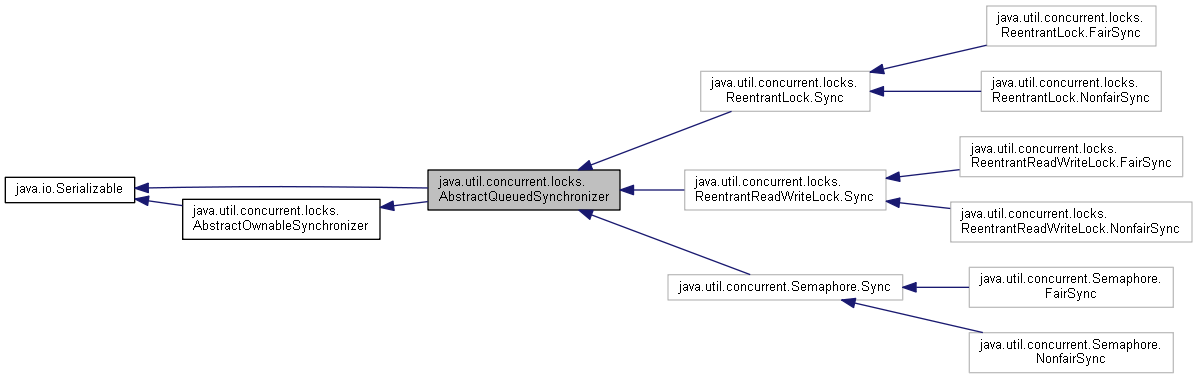 java.util.concurrent.locks.
ReentrantLock.FairSync
java.util.concurrent.locks.
ReentrantLock.Sync
java.util.concurrent.locks.
ReentrantLock.NonfairSync
java.util.concurrent.locks.
ReentrantReadWriteLock.FairSync
java.io.Serializable
java.util.concurrent.locks.
AbstractQueuedSynchronizer
java.util.concurrent.locks.
ReentrantReadWriteLock.Sync
java.util.concurrent.locks.
AbstractOwnableSynchronizer
java.util.concurrent.locks.
ReentrantReadWriteLock.NonfairSync
java.util.concurrent.Semaphore.Sync
java.util.concurrent.Semaphore.
FairSync
java.util.concurrent.Semaphore.
NonfairSync